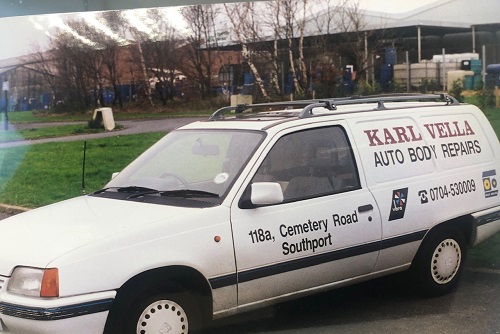 KARL VELLA
AUTO BODY REPAIRS
0704-530009
118a, Cemetery Road
Southport